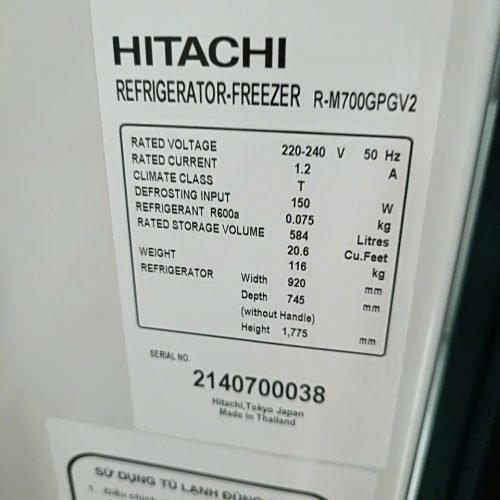 HITACHI
REFRIGERATOR-FREEZER R-M700GPGV2
RATED VOLTAGE 220-240 V 50 Hz
RATED CURRENT 1.2 A
CLIMATE CLASS T
DEFROSTING INPUT 150 W
REFRIGERANT R600a 0.075 kg
RATED STORAGE VOLUME 584 Litres
20.6 Cu.Feet
WEIGHT 116 kg
REFRIGERATOR Width 920 mm
Depth 745 mm
(without Handle)
Height 1,775 mm
SERIAL NO.
2140700038
Hitachi,Tokyo Japan
Made in Thailand
SỬ DỤNG TỦ LẠNH ĐÚNG
1. Điều chỉnh